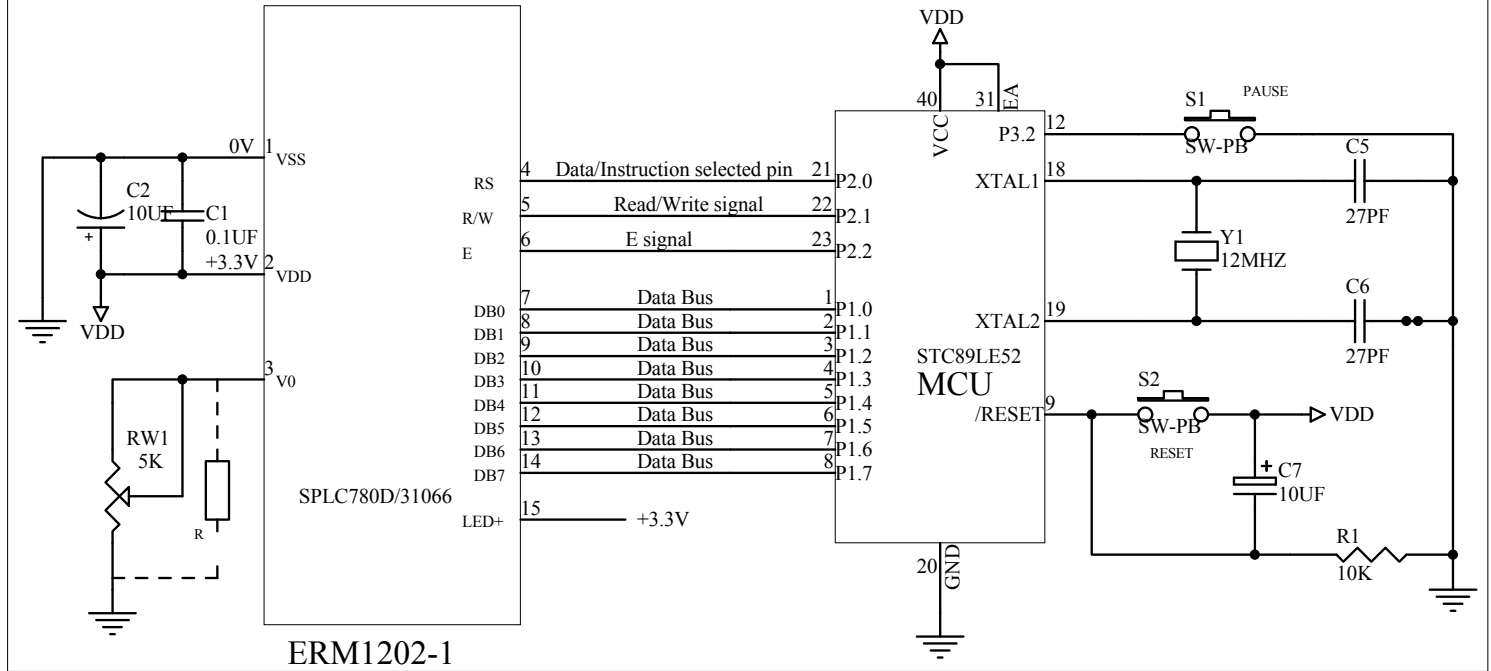 VDD
40
VCC
31
EA
0V
1
VSS
C2
10UF
C1
0.1UF
+3.3V
2
VDD
VDD
3
V0
RW1
5K
R
SPLC780D/31066
ERM1202-1
RS
4
Data/Instruction selected pin
21
P2.0
R/W
5
Read/Write signal
22
P2.1
E
6
E signal
23
P2.2
DB0
7
Data Bus
1
P1.0
DB1
8
Data Bus
2
P1.1
DB2
9
Data Bus
3
P1.2
DB3
10
Data Bus
4
P1.3
DB4
11
Data Bus
5
P1.4
DB5
12
Data Bus
6
P1.5
DB6
13
Data Bus
7
P1.6
DB7
14
Data Bus
8
P1.7
LED+
15
+3.3V
STC89LE52
MCU
20
GND
P3.2
12
S1
PAUSE
SW-PB
XTAL1
18
C5
27PF
Y1
12MHZ
XTAL2
19
C6
27PF
/RESET
9
S2
SW-PB
RESET
VDD
+
C7
10UF
R1
10K
+